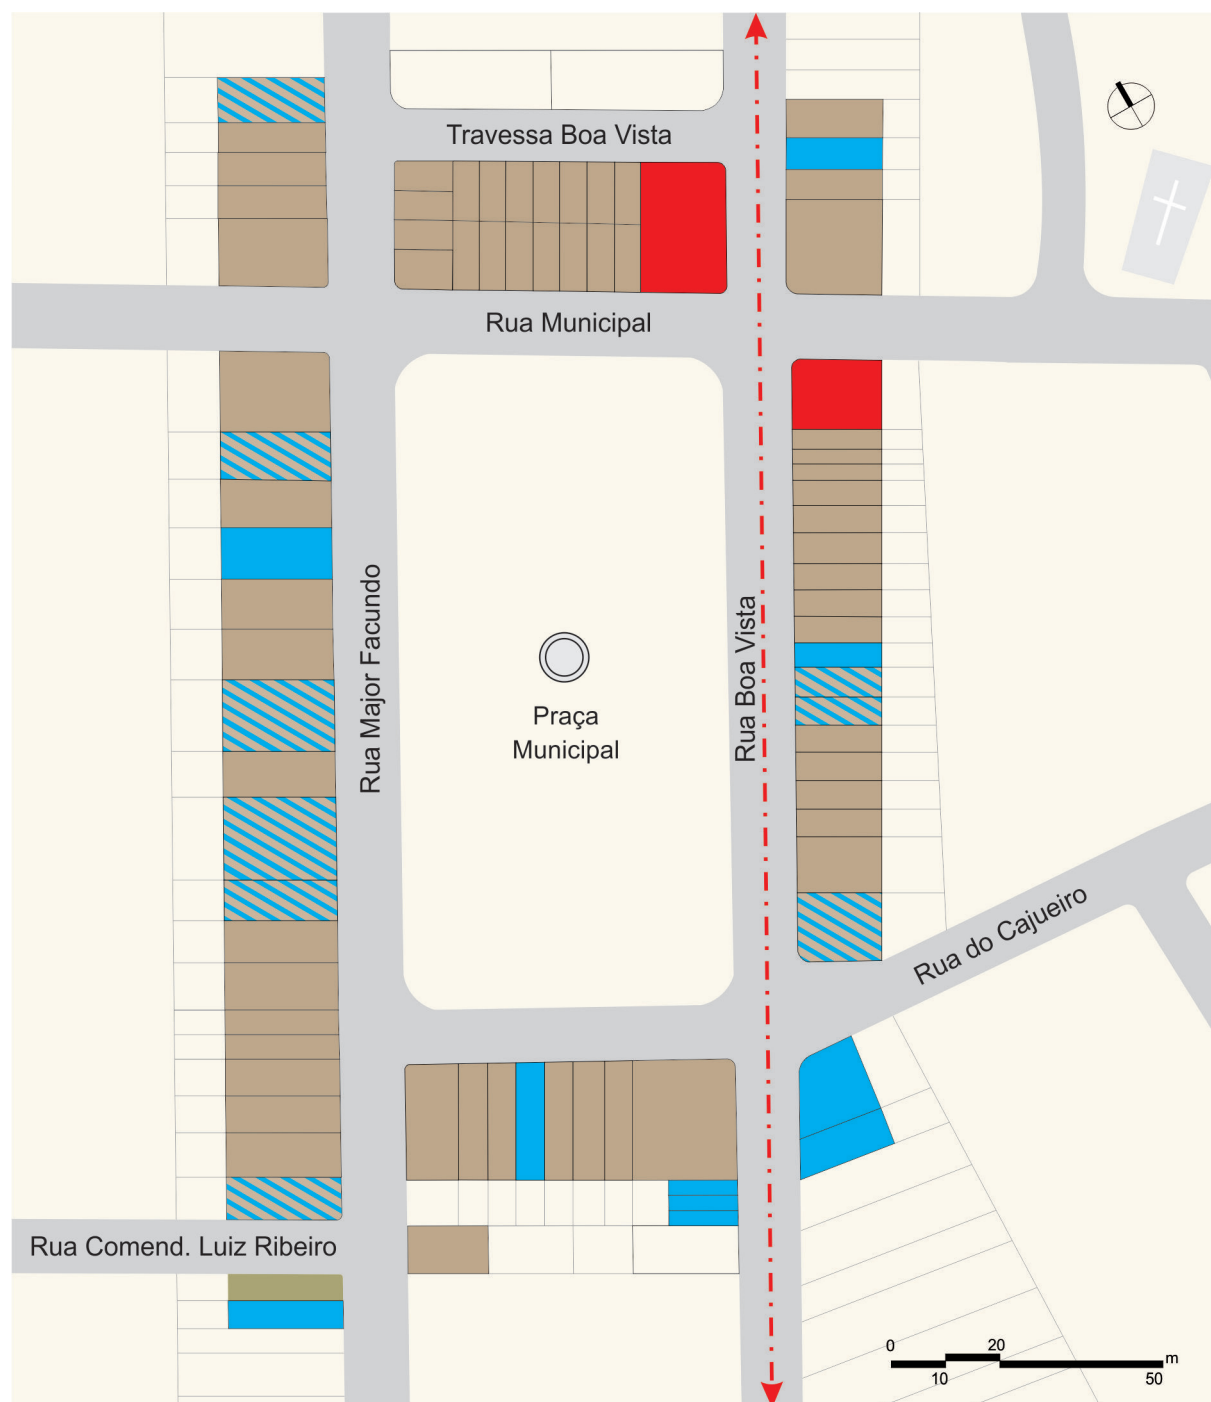 Travessa Boa Vista
Rua Municipal
Rua Major Facundo
Rua Boa Vista
Praça
Municipal
Rua do Cajueiro
Rua Comend. Luiz Ribeiro
0 20
m
10 50